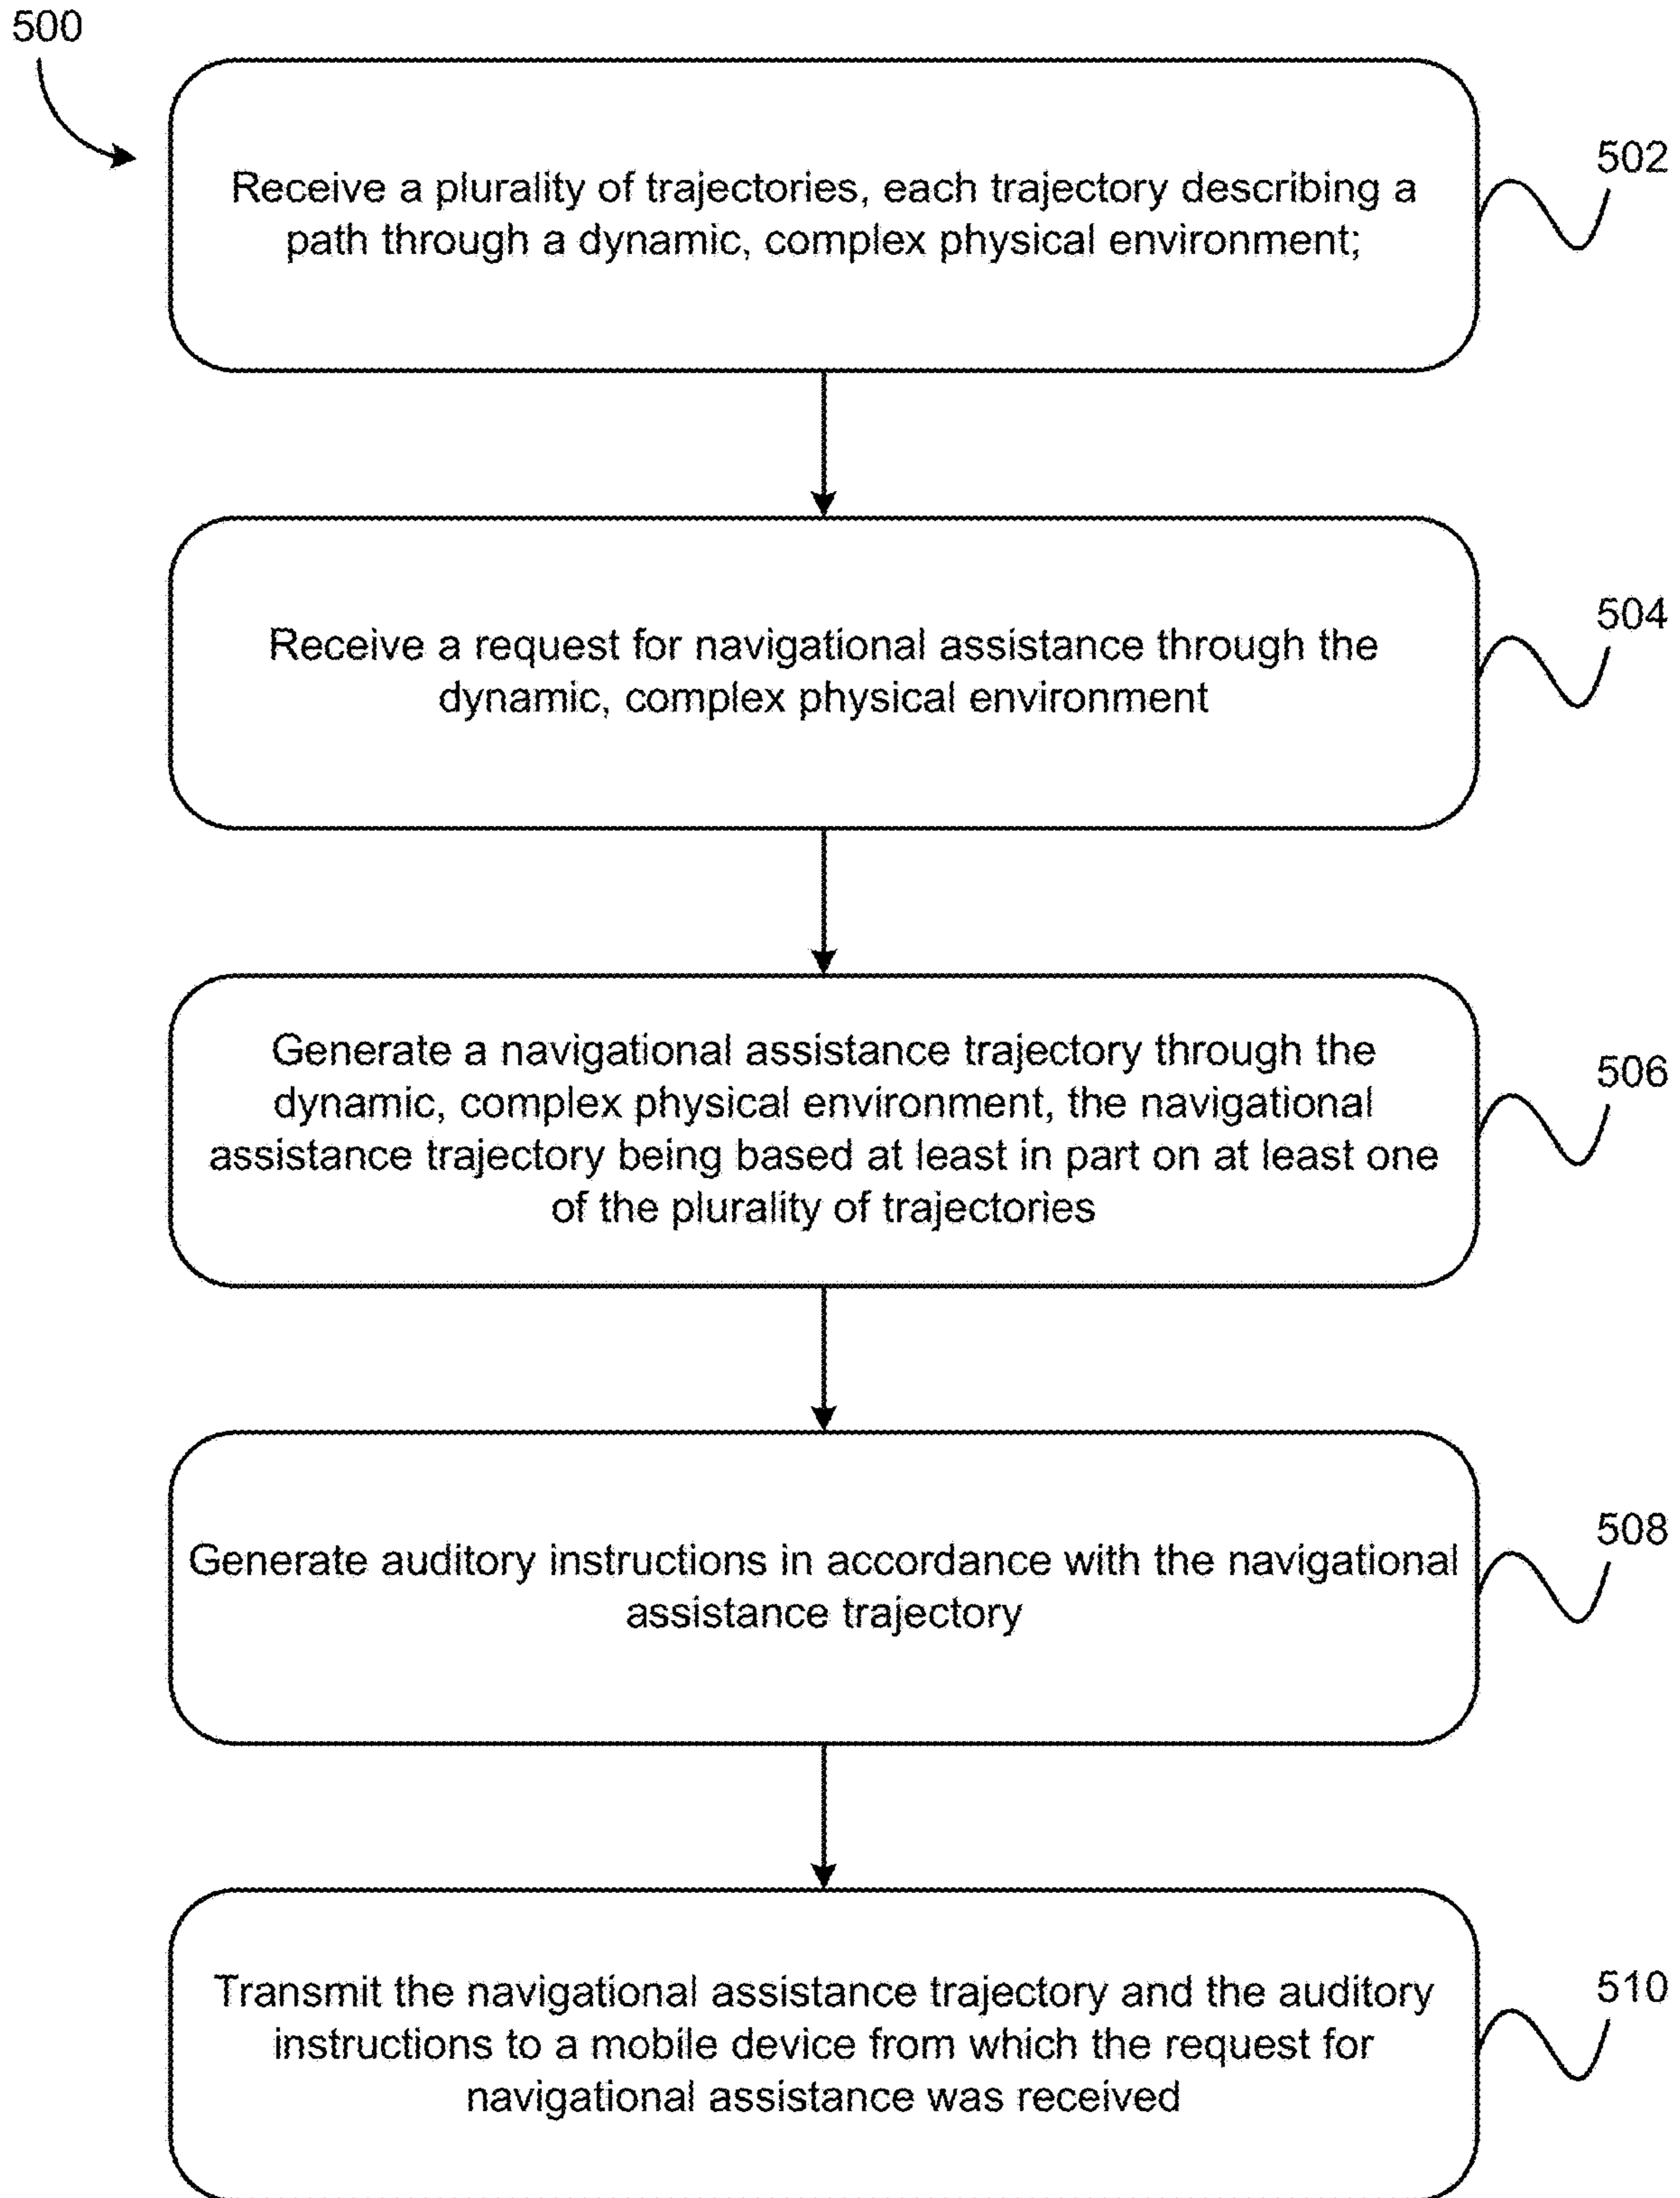 500
Receive a plurality of trajectories, each trajectory describing a
path through a dynamic, complex physical environment;
502
Receive a request for navigational assistance through the
dynamic, complex physical environment
504
Generate a navigational assistance trajectory through the
dynamic, complex physical environment, the navigational
assistance trajectory being based at least in part on at least one
of the plurality of trajectories
506
Generate auditory instructions in accordance with the navigational
assistance trajectory
508
Transmit the navigational assistance trajectory and the auditory
instructions to a mobile device from which the request for
navigational assistance was received
510